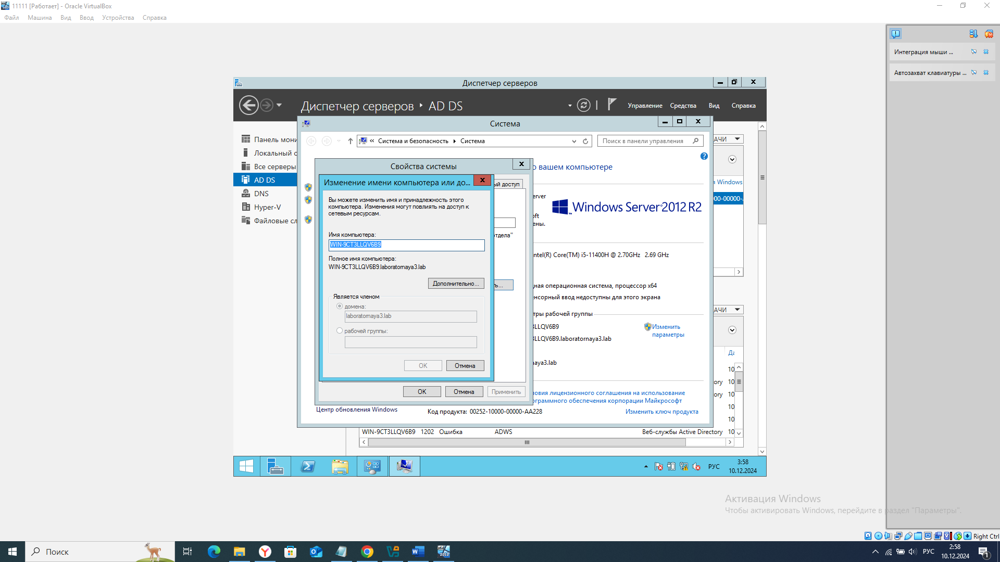 11111 [Работает] - Oracle VirtualBox
Файл Машина Вид Ввод Устройства Справка
Интеграция мыши ...
Автозахват клавиатуры ...
Диспетчер серверов
Диспетчер серверов AD DS
Управление Средства Вид Справка
Система
Панель мони
Локальный с
Все серверы
AD DS
DNS
Hyper-V
Файловые сл
« Система и безопасность Система
Поиск в панели управления
АЧИ
Свойства системы
о вашем компьютере
Изменение имени компьютера или до...
ый доступ
я Windows
Вы можете изменить имя и принадлежность этого
компьютера. Изменения могут повлиять на доступ к
сетевым ресурсам.
erver
Windows Server 2012 R2
00-00000-
oft
ены.
Имя компьютера:
отдела"
WIN-9CT3LLQV6B9
Полное имя компьютера:
WIN-9CT3LLQV6B9.laboratornaya3.lab
ntel(R) Core(TM) i5-11400H @ 2.70GHz 2.69 GHz
Дополнительно...
ь...
ная операционная система, процессор x64
Является членом
енсорный ввод недоступны для этого экрана
домена:
laboratornaya3.lab
АЧИ
тры рабочей группы
рабочей группы:
LLQV6B9
Изменить
параметры
LLQV6B9.laboratornaya3.lab
naya3.lab
Да
OK Отмена
10
ory 10
OK Отмена Применить
ловия лицензионного соглашения на использование
ory 10
ограммного обеспечения корпорации Майкрософт
10
Центр обновления Windows
Код продукта: 00252-10000-00000-AA228
Изменить ключ продукта
10
WIN-9CT3LLQV6B9 1202 Ошибка ADWS Веб-службы Active Directory 10
РУС
3:58
10.12.2024
Активация Windows
Чтобы активировать Windows, перейдите в раздел "Параметры".
Right Ctrl
Поиск
РУС
2:58
10.12.2024
1